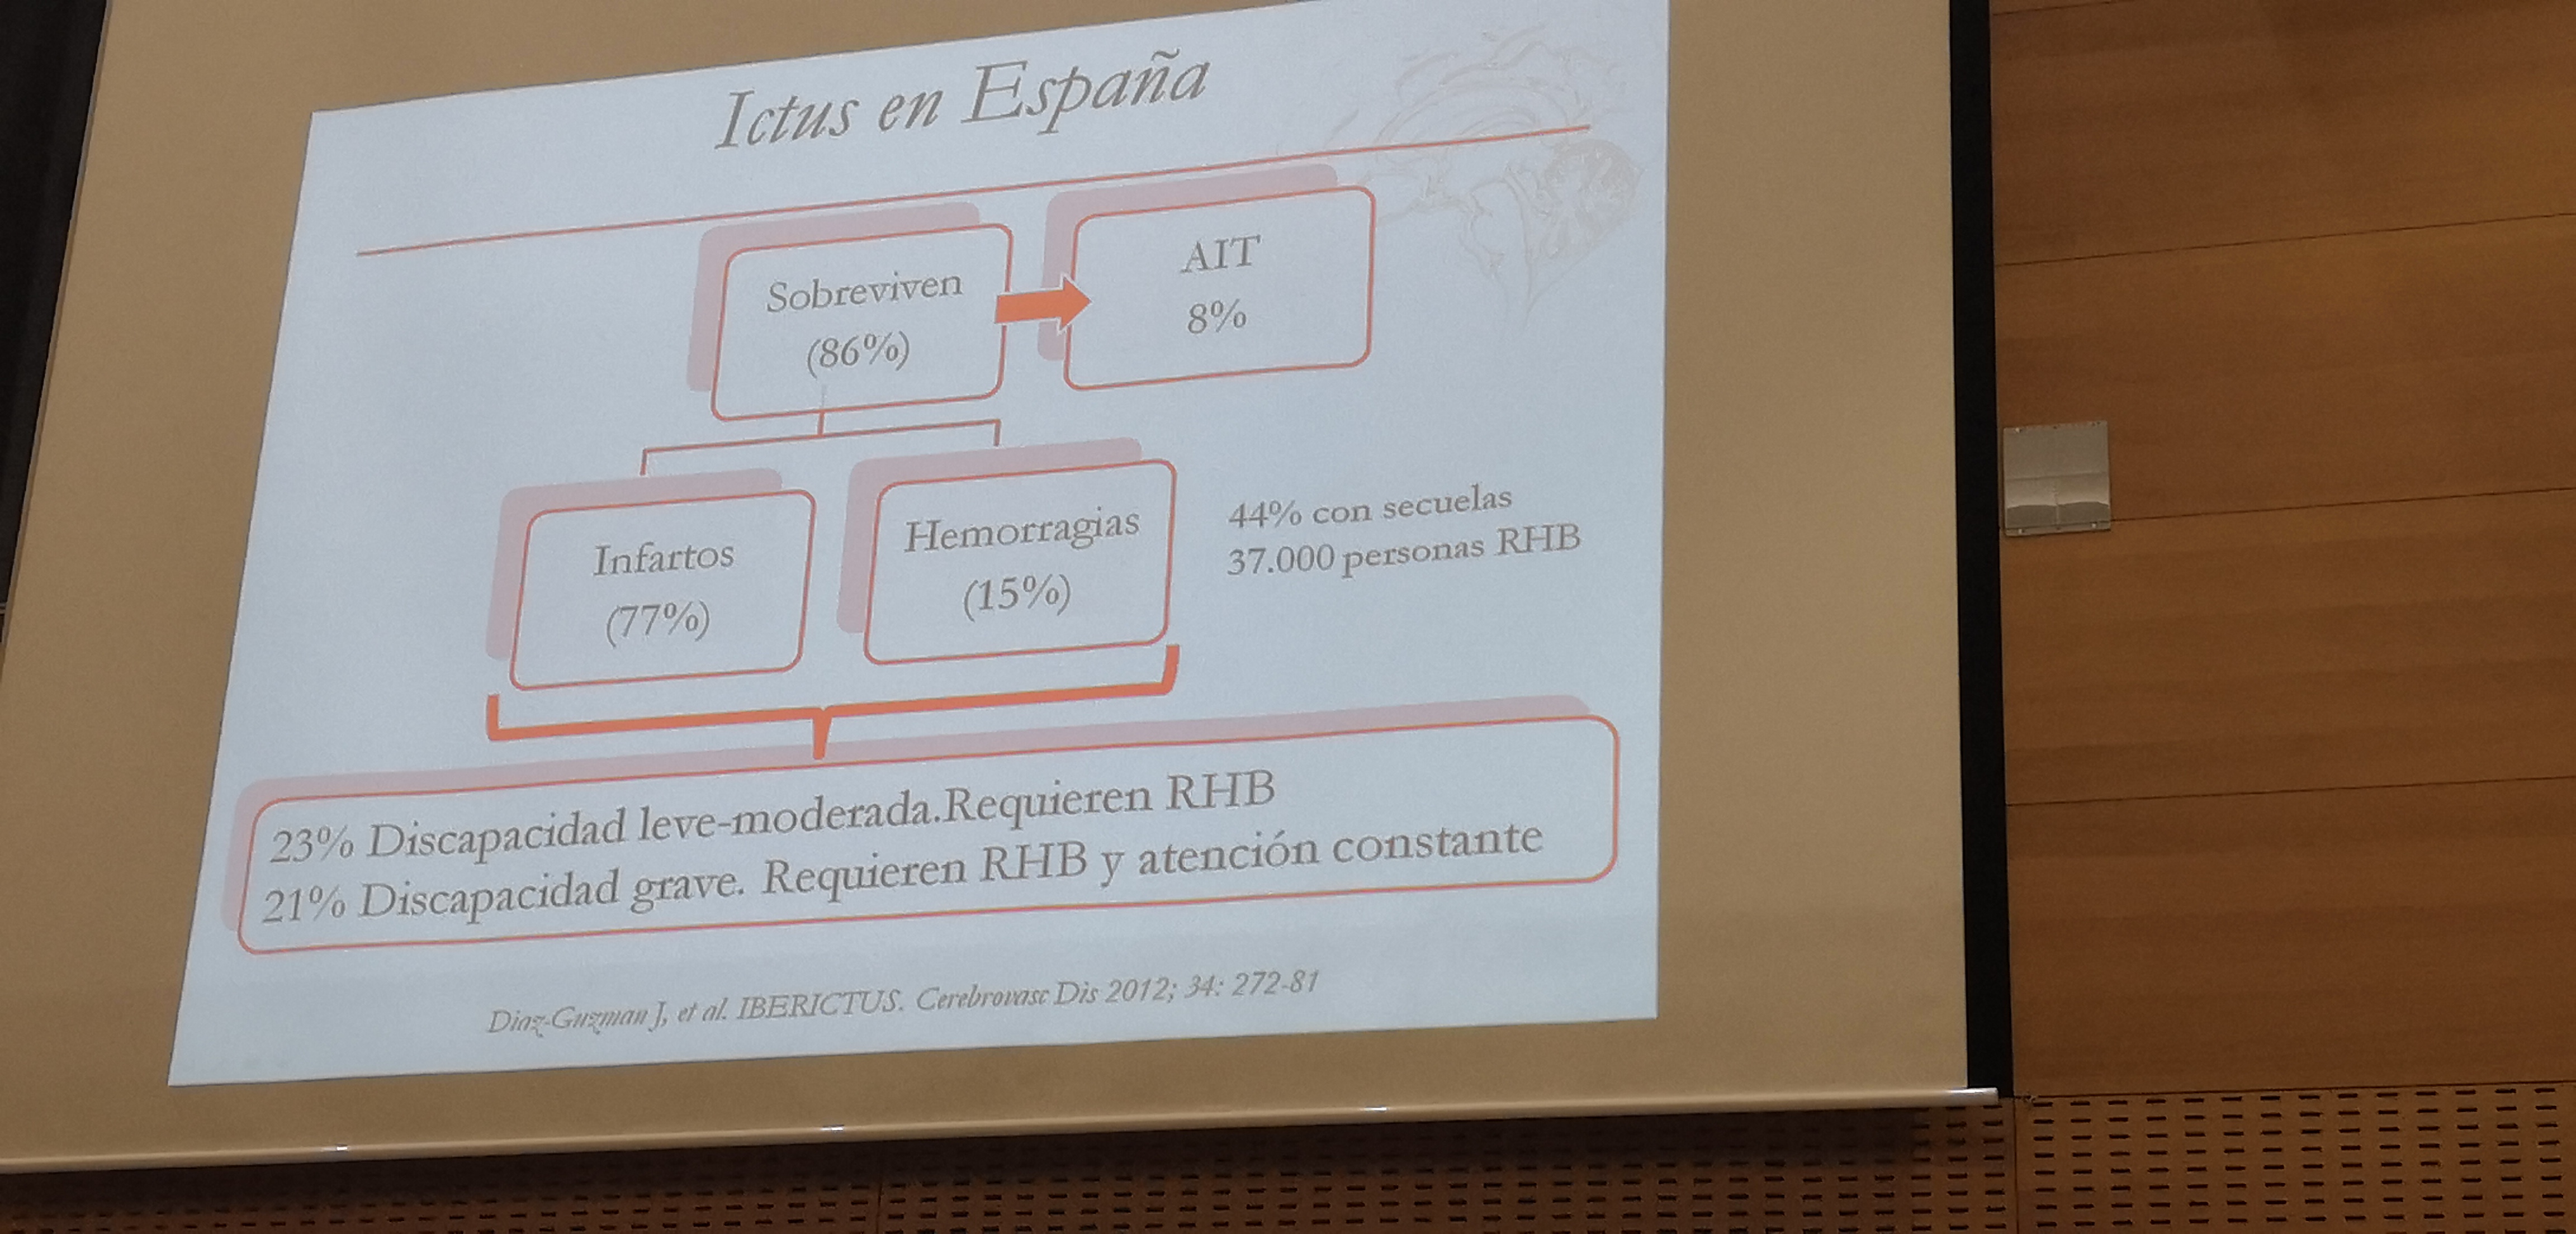 Ictus en España
Sobreviven
(86%)
AIT
8%
Infartos
(77%)
Hemorragias
(15%)
44% con secuelas
37.000 personas RHB
23% Discapacidad leve-moderada.Requieren RHB
21% Discapacidad grave. Requieren RHB y atención constante
Diaz-Guzman J, et al. IBERICTUS. Cerebrovasc Dis 2012; 34: 272-81